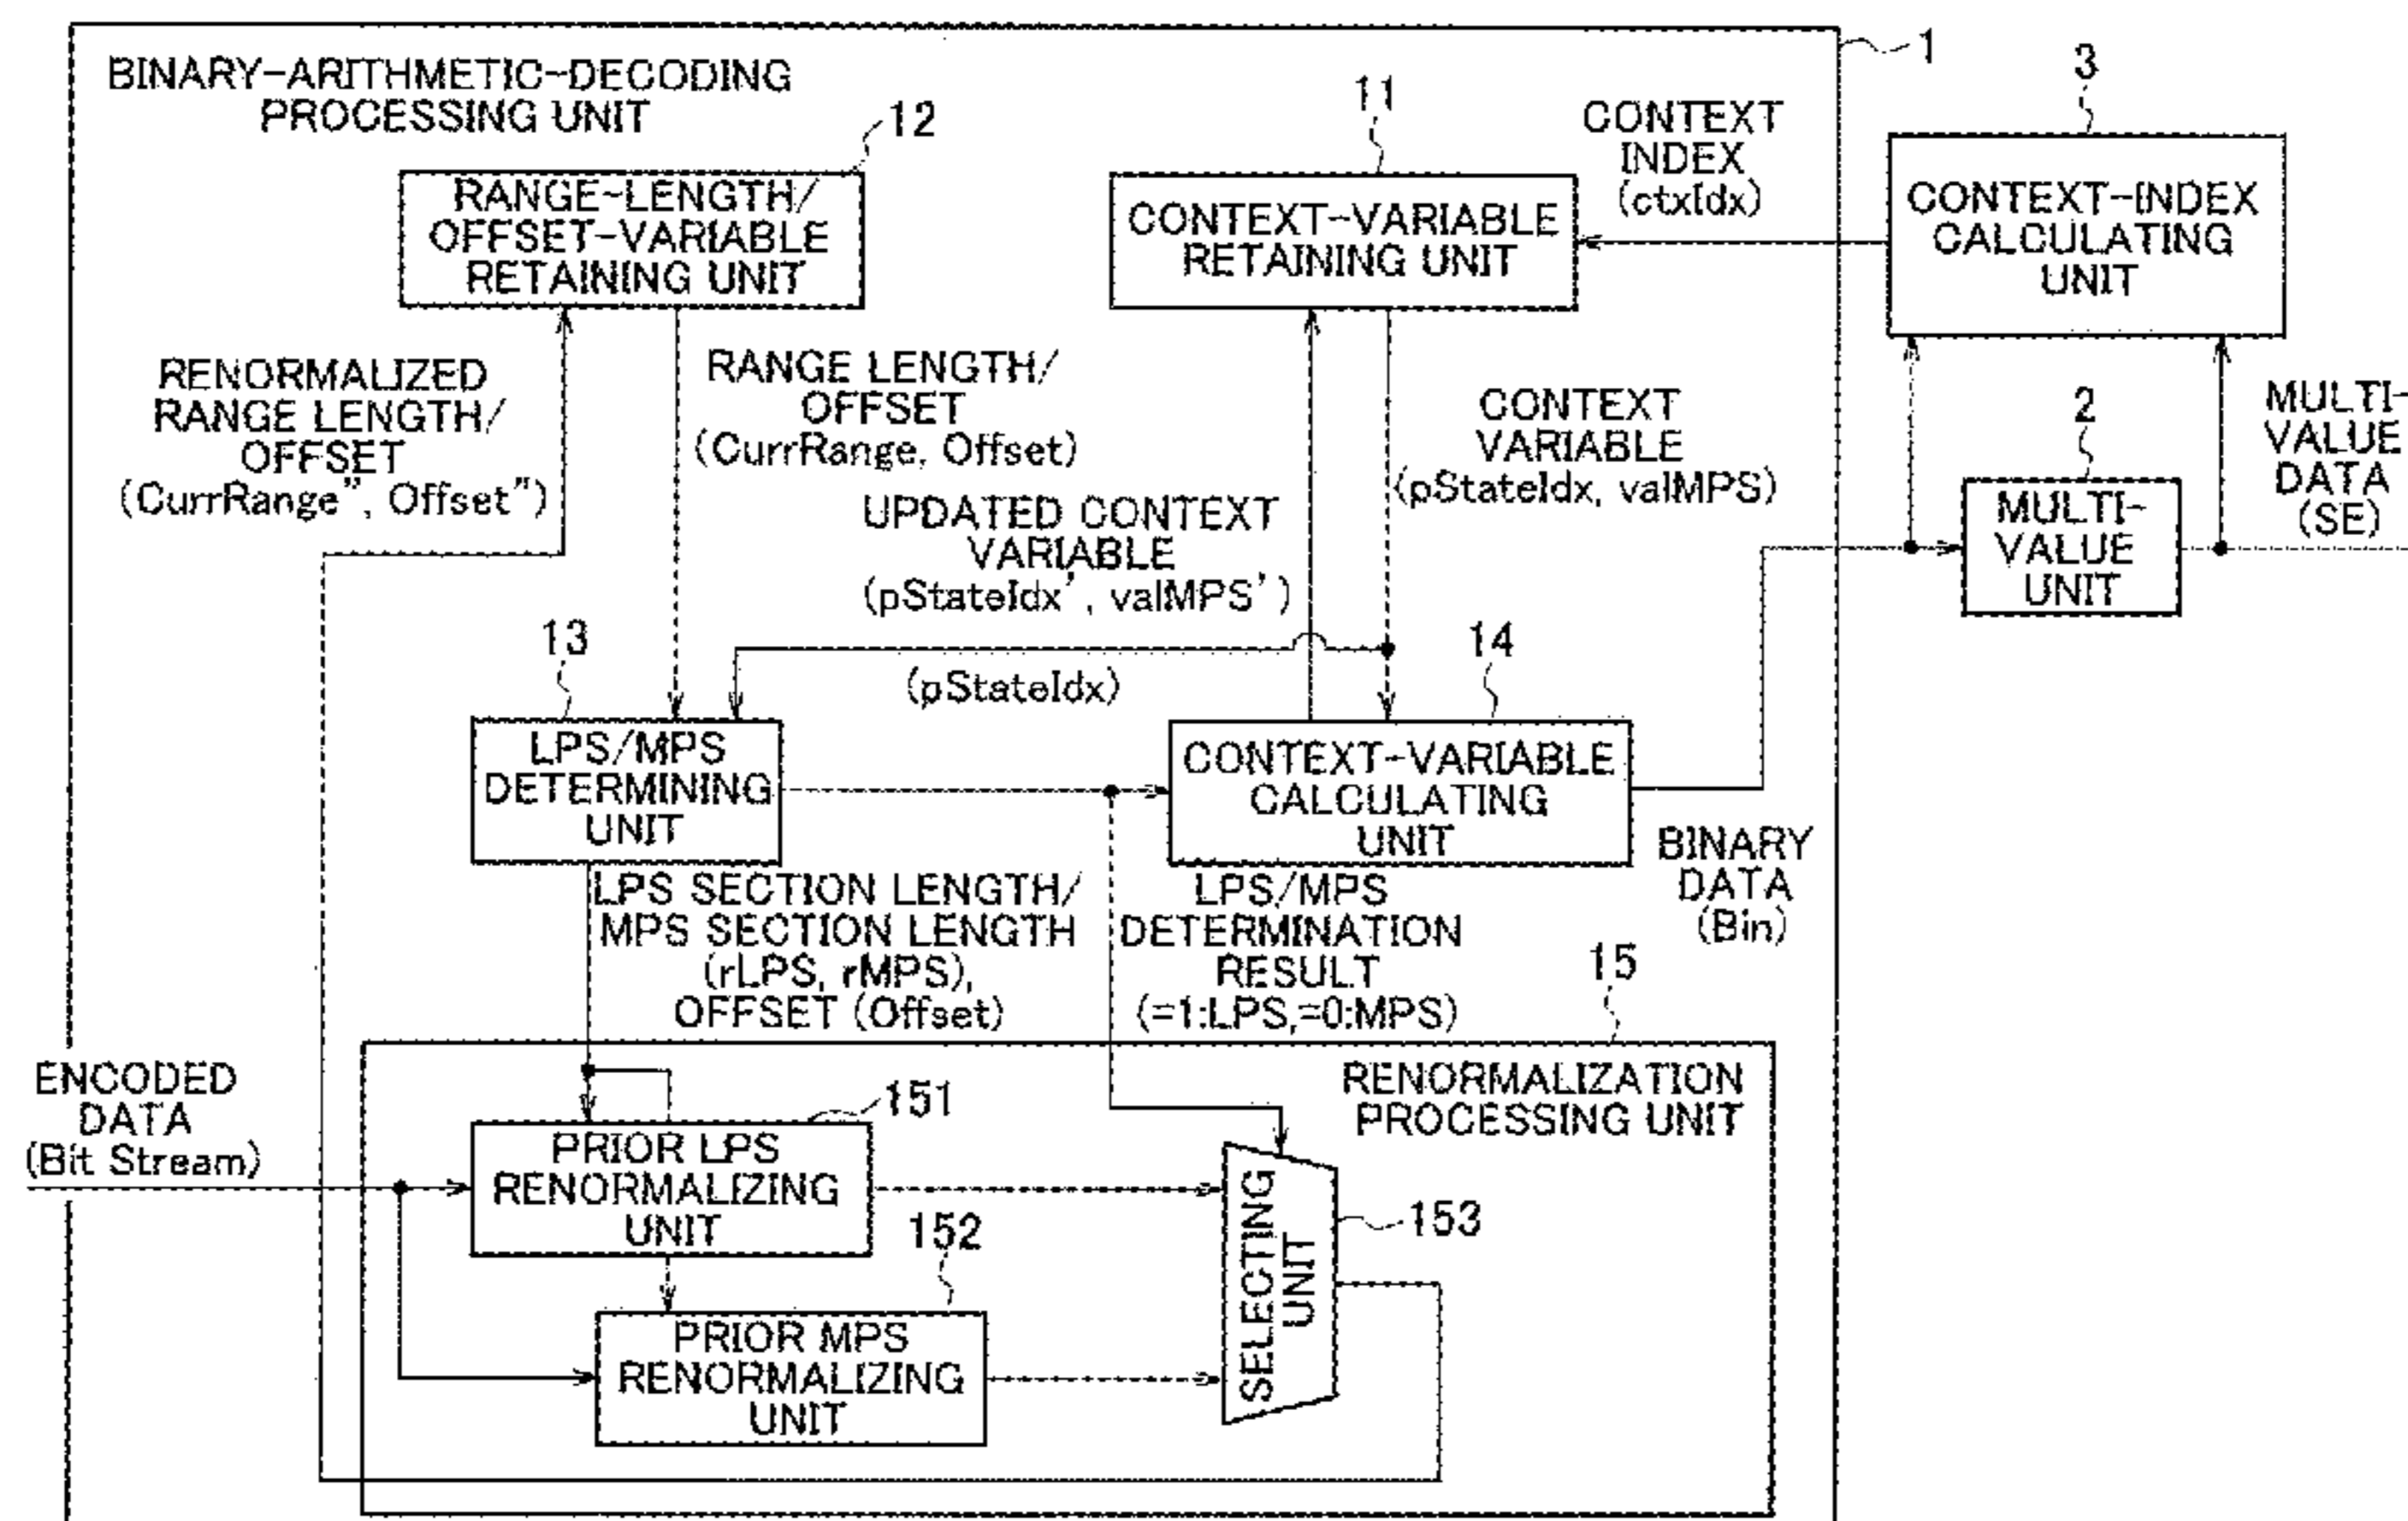 BINARY-ARITHMETIC-DECODING
PROCESSING UNIT
1
12
RANGE-LENGTH/
OFFSET-VARIABLE
RETAINING UNIT
11
CONTEXT-VARIABLE
RETAINING UNIT
CONTEXT
INDEX
(ctxIdx)
3
CONTEXT-INDEX
CALCULATING
UNIT
RENORMALIZED
RANGE LENGTH/
OFFSET
(CurrRange", Offset")
RANGE LENGTH/
OFFSET
(CurrRange, Offset)
CONTEXT
VARIABLE
(pStateIdx, valMPS)
2
MULTI-
VALUE
UNIT
MULTI-
VALUE
DATA
(SE)
UPDATED CONTEXT
VARIABLE
(pStateIdx', valMPS')
13
(pStateIdx)
14
LPS/MPS
DETERMINING
UNIT
CONTEXT-VARIABLE
CALCULATING
UNIT
BINARY
DATA
(Bin)
LPS SECTION LENGTH/
MPS SECTION LENGTH
(rLPS, rMPS),
OFFSET (Offset)
LPS/MPS
DETERMINATION
RESULT
(=1:LPS,=0:MPS)
15
ENCODED
DATA
(Bit Stream)
RENORMALIZATION
PROCESSING UNIT
151
PRIOR LPS
RENORMALIZING
UNIT
152
PRIOR MPS
RENORMALIZING
UNIT
SELECTING
UNIT
153